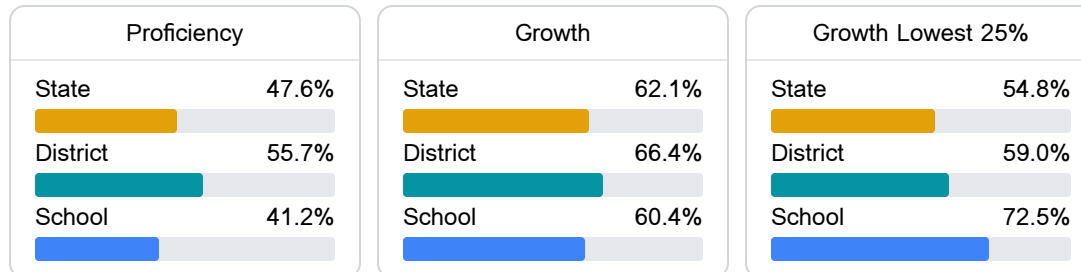 Proficiency
State 47.6%
District 55.7%
School 41.2%
Growth
State 62.1%
District 66.4%
School 60.4%
Growth Lowest 25%
State 54.8%
District 59.0%
School 72.5%